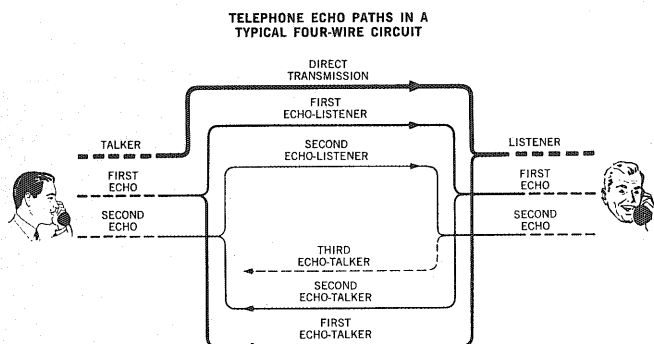 TELEPHONE ECHO PATHS IN A
TYPICAL FOUR-WIRE CIRCUIT
DIRECT
TRANSMISSION
FIRST
ECHO-LISTENER
TALKER
LISTENER
SECOND
ECHO-LISTENER
FIRST
ECHO
FIRST
ECHO
SECOND
ECHO
SECOND
ECHO
THIRD
ECHO-TALKER
SECOND
ECHO-TALKER
FIRST
ECHO-TALKER